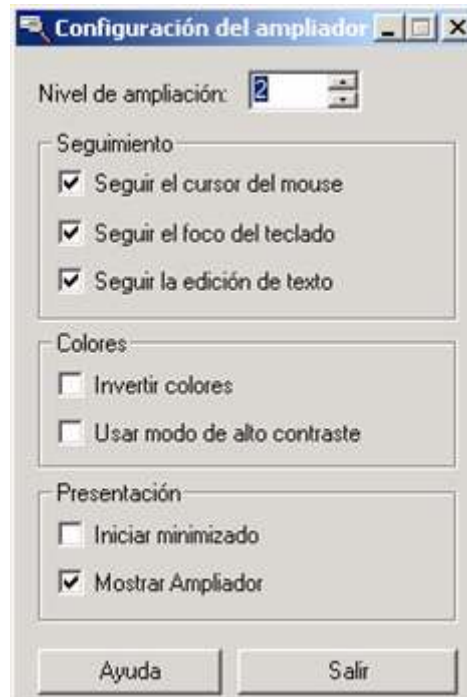 Configuración del ampliador
Nivel de ampliación: 2
Seguimiento
Seguir el cursor del mouse
Seguir el foco del teclado
Seguir la edición de texto
Colores
Invertir colores
Usar modo de alto contraste
Presentación
Iniciar minimizado
Mostrar Ampliador
Ayuda Salir